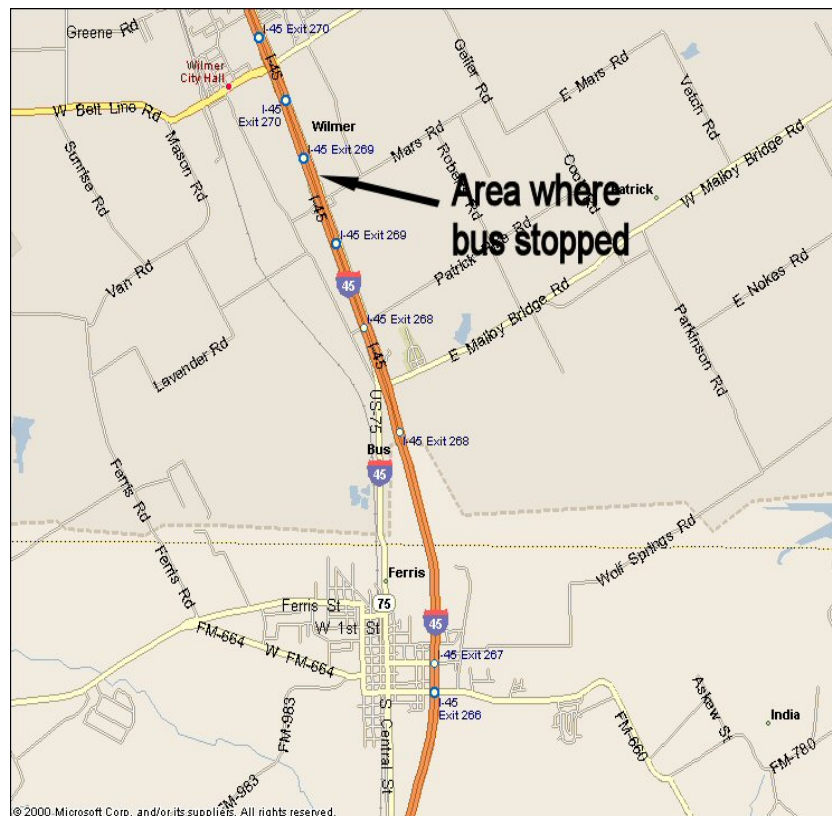 Greene Rd
I-45 Exit 270
I-45
Wilmer
City Hall
I-45
Exit 270
W Belt Line Rd
Wilmer
I-45 Exit 269
Mars Rd
Geller Rd
E Mars Rd
Vetch Rd
Sunrise Rd
Mason Rd
Area where
bus stopped
Patrick
W Malloy Bridge Rd
I-45
I-45 Exit 269
Van Rd
45
Patrick
E Nokes Rd
I-45 Exit 268
E Malloy Bridge Rd
Parkinson Rd
Lavender Rd
I-45
US-75
I-45 Exit 268
Bus
45
Ferris Rd
Ferris Rd
Wolf Springs Rd
Ferris
75
Ferris St
W 1st St
45
FM-664
W FM-664
I-45 Exit 267
I-45
Exit 266
S Central St
FM-983
FM-983
Askew St
India
FM-660
FM-780
© 2000 Microsoft Corp. and/or its suppliers. All rights reserved.